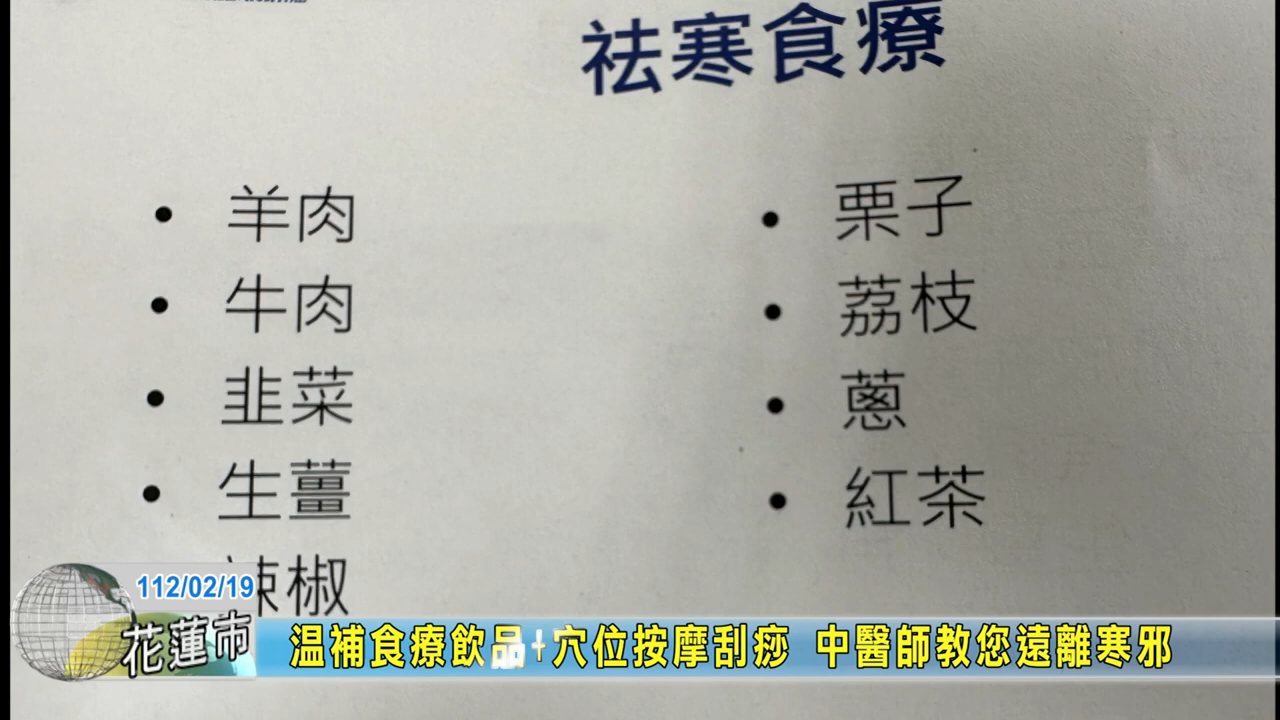 祛寒食療
羊肉
牛肉
韭菜
生薑
辣椒
栗子
荔枝
蔥
紅茶
112/02/19
花蓮市
温補食療飲品+穴位按摩刮痧 中醫師教您遠離寒邪